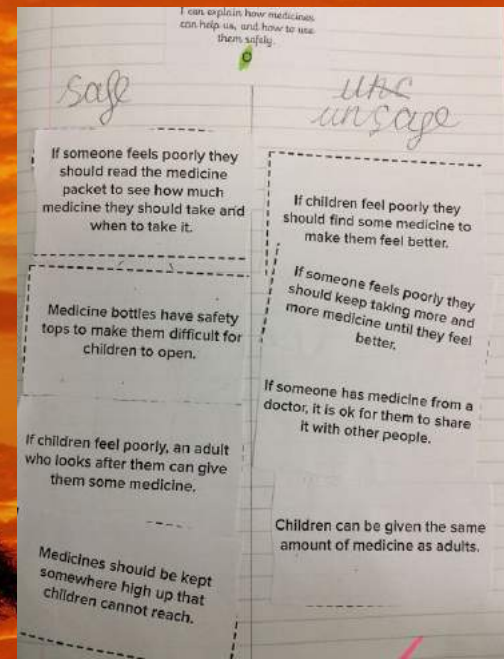 I can explain how medicines
can help us, and how to use
them safely.
safe
unc
unsafe
If someone feels poorly they
should read the medicine
packet to see how much
medicine they should take and
when to take it.
Medicine bottles have safety
tops to make them difficult for
children to open.
If children feel poorly, an adult
who looks after them can give
them some medicine.
Medicines should be kept
somewhere high up that
children cannot reach.
If children feel poorly they
should find some medicine to
make them feel better.
If someone feels poorly they
should keep taking more and
more medicine until they feel
better.
If someone has medicine from a
doctor, it is ok for them to share
it with other people.
Children can be given the same
amount of medicine as adults.